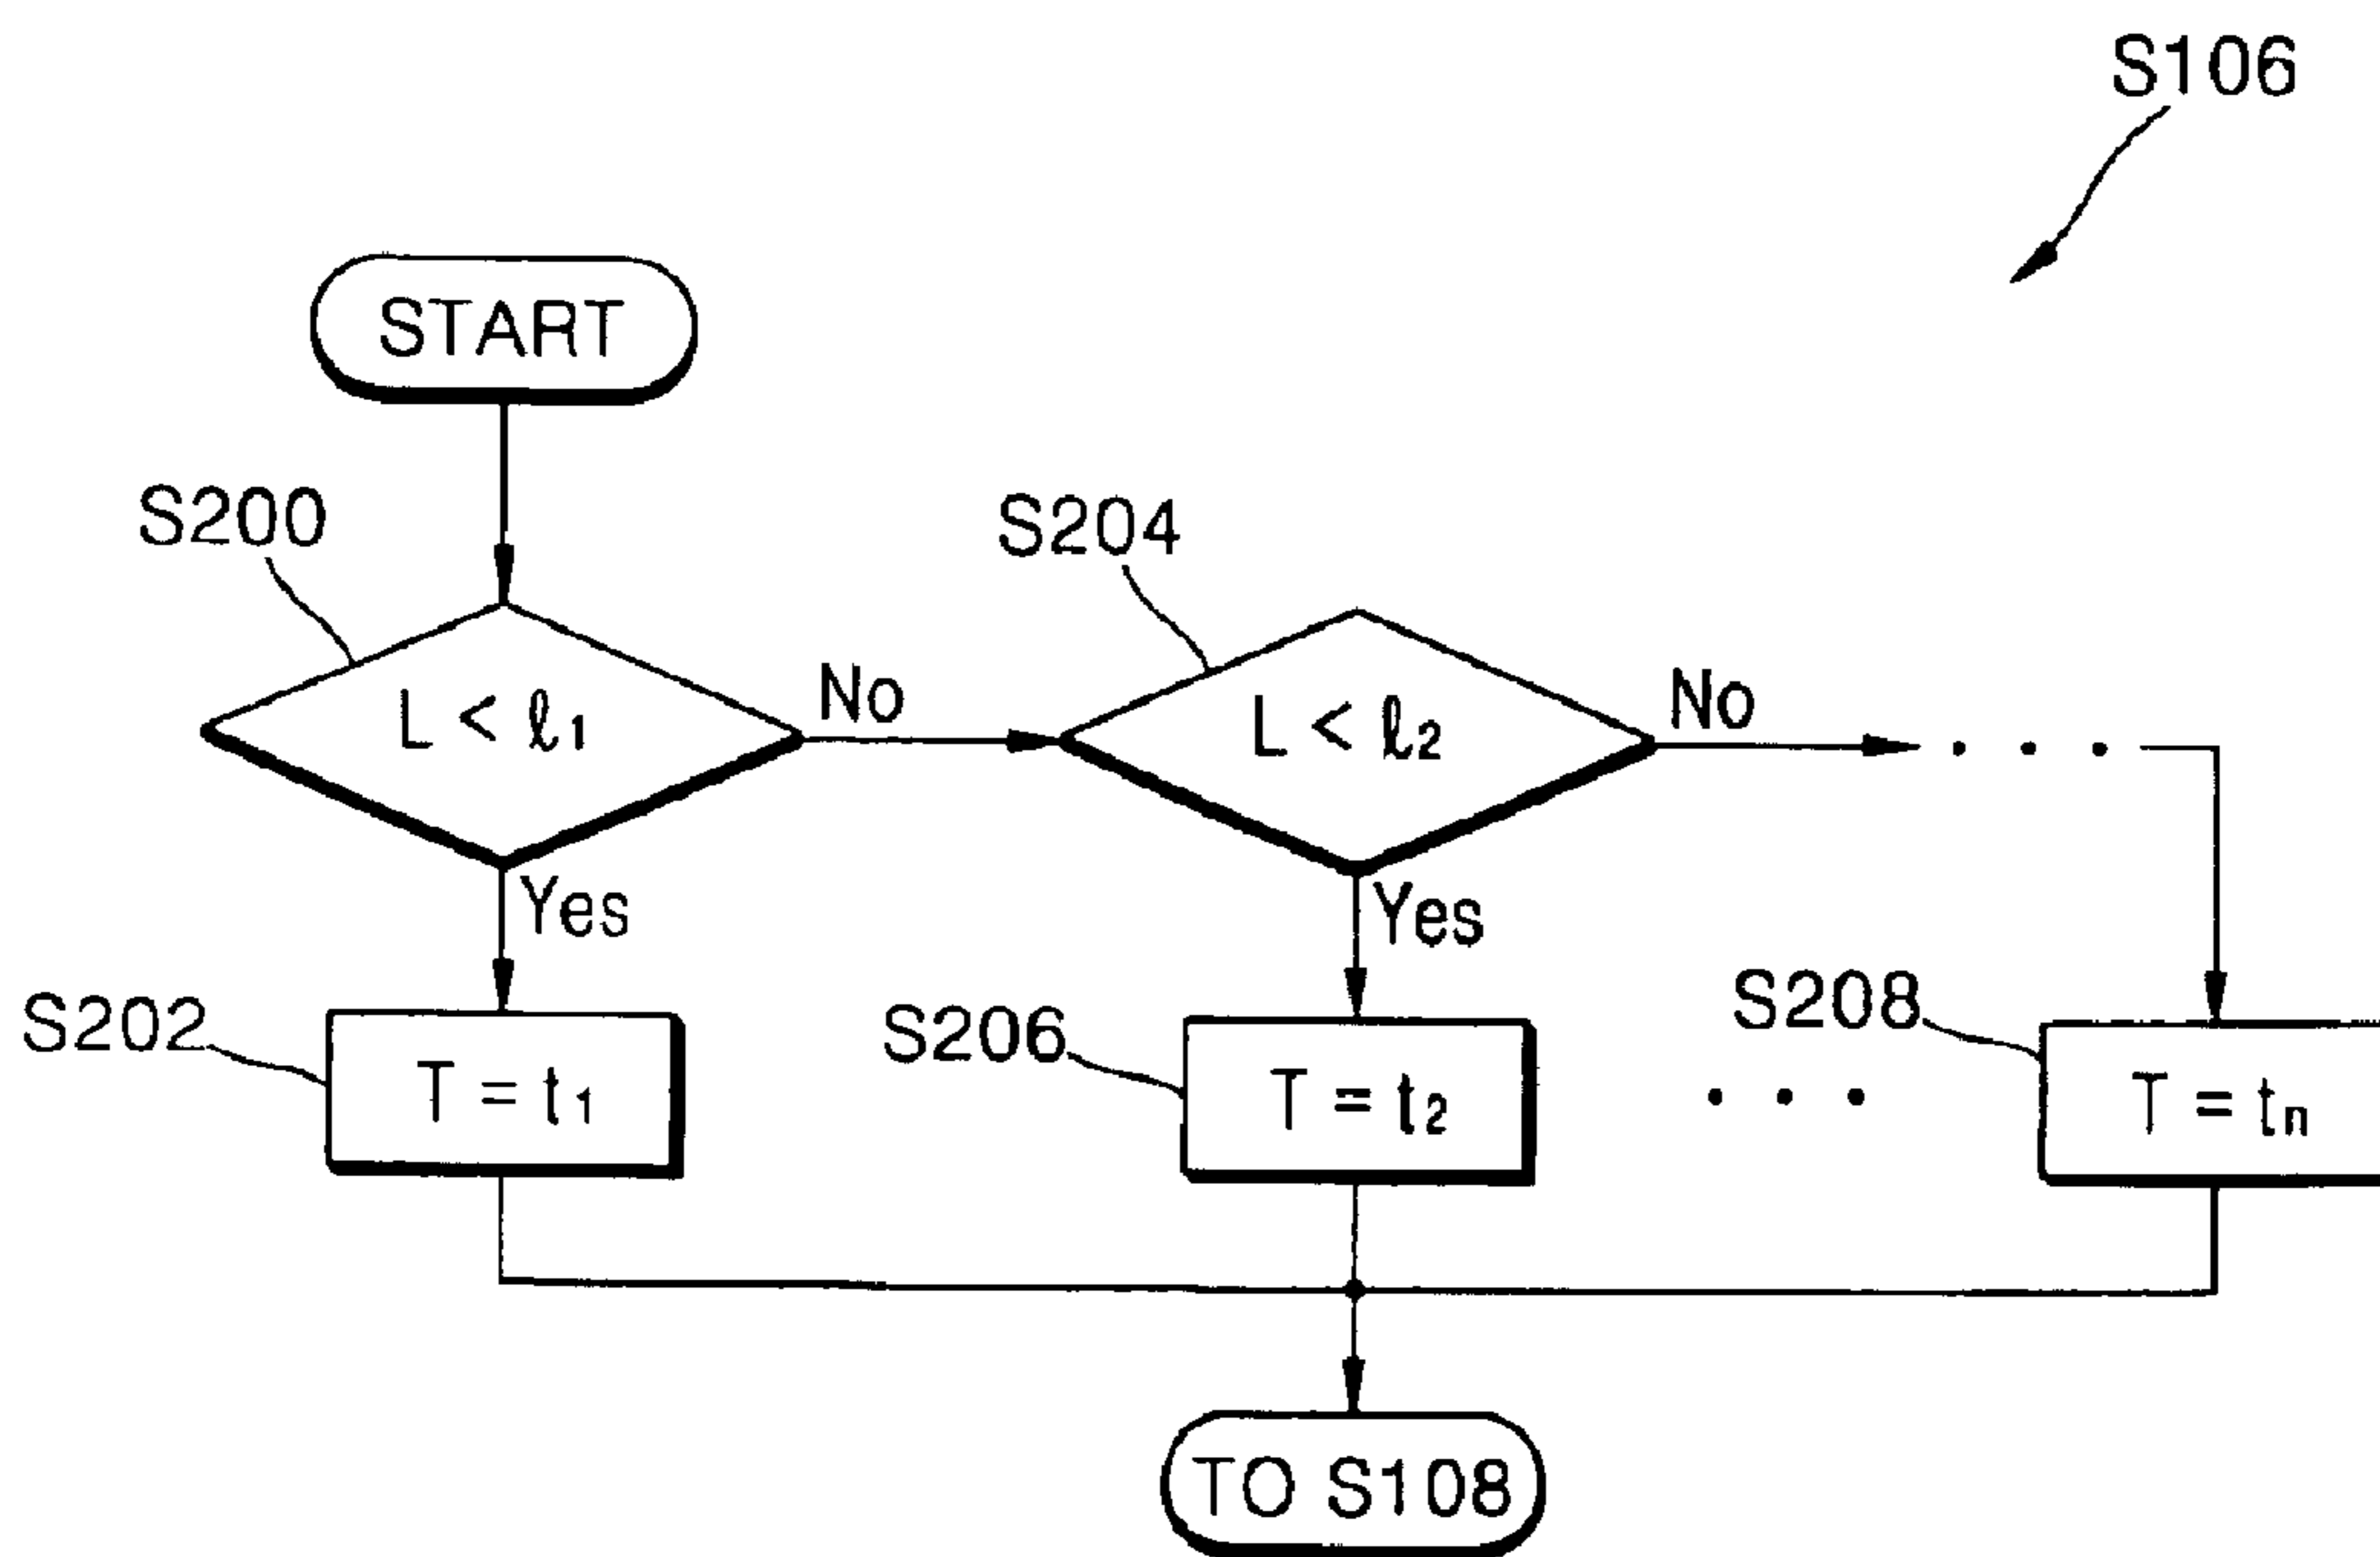 S106
START
S200
S204
L < ℓ1
No
L < ℓ2
No
Yes
Yes
S202
T = t1
S206
T = t2
S208
T = tn
TO S108